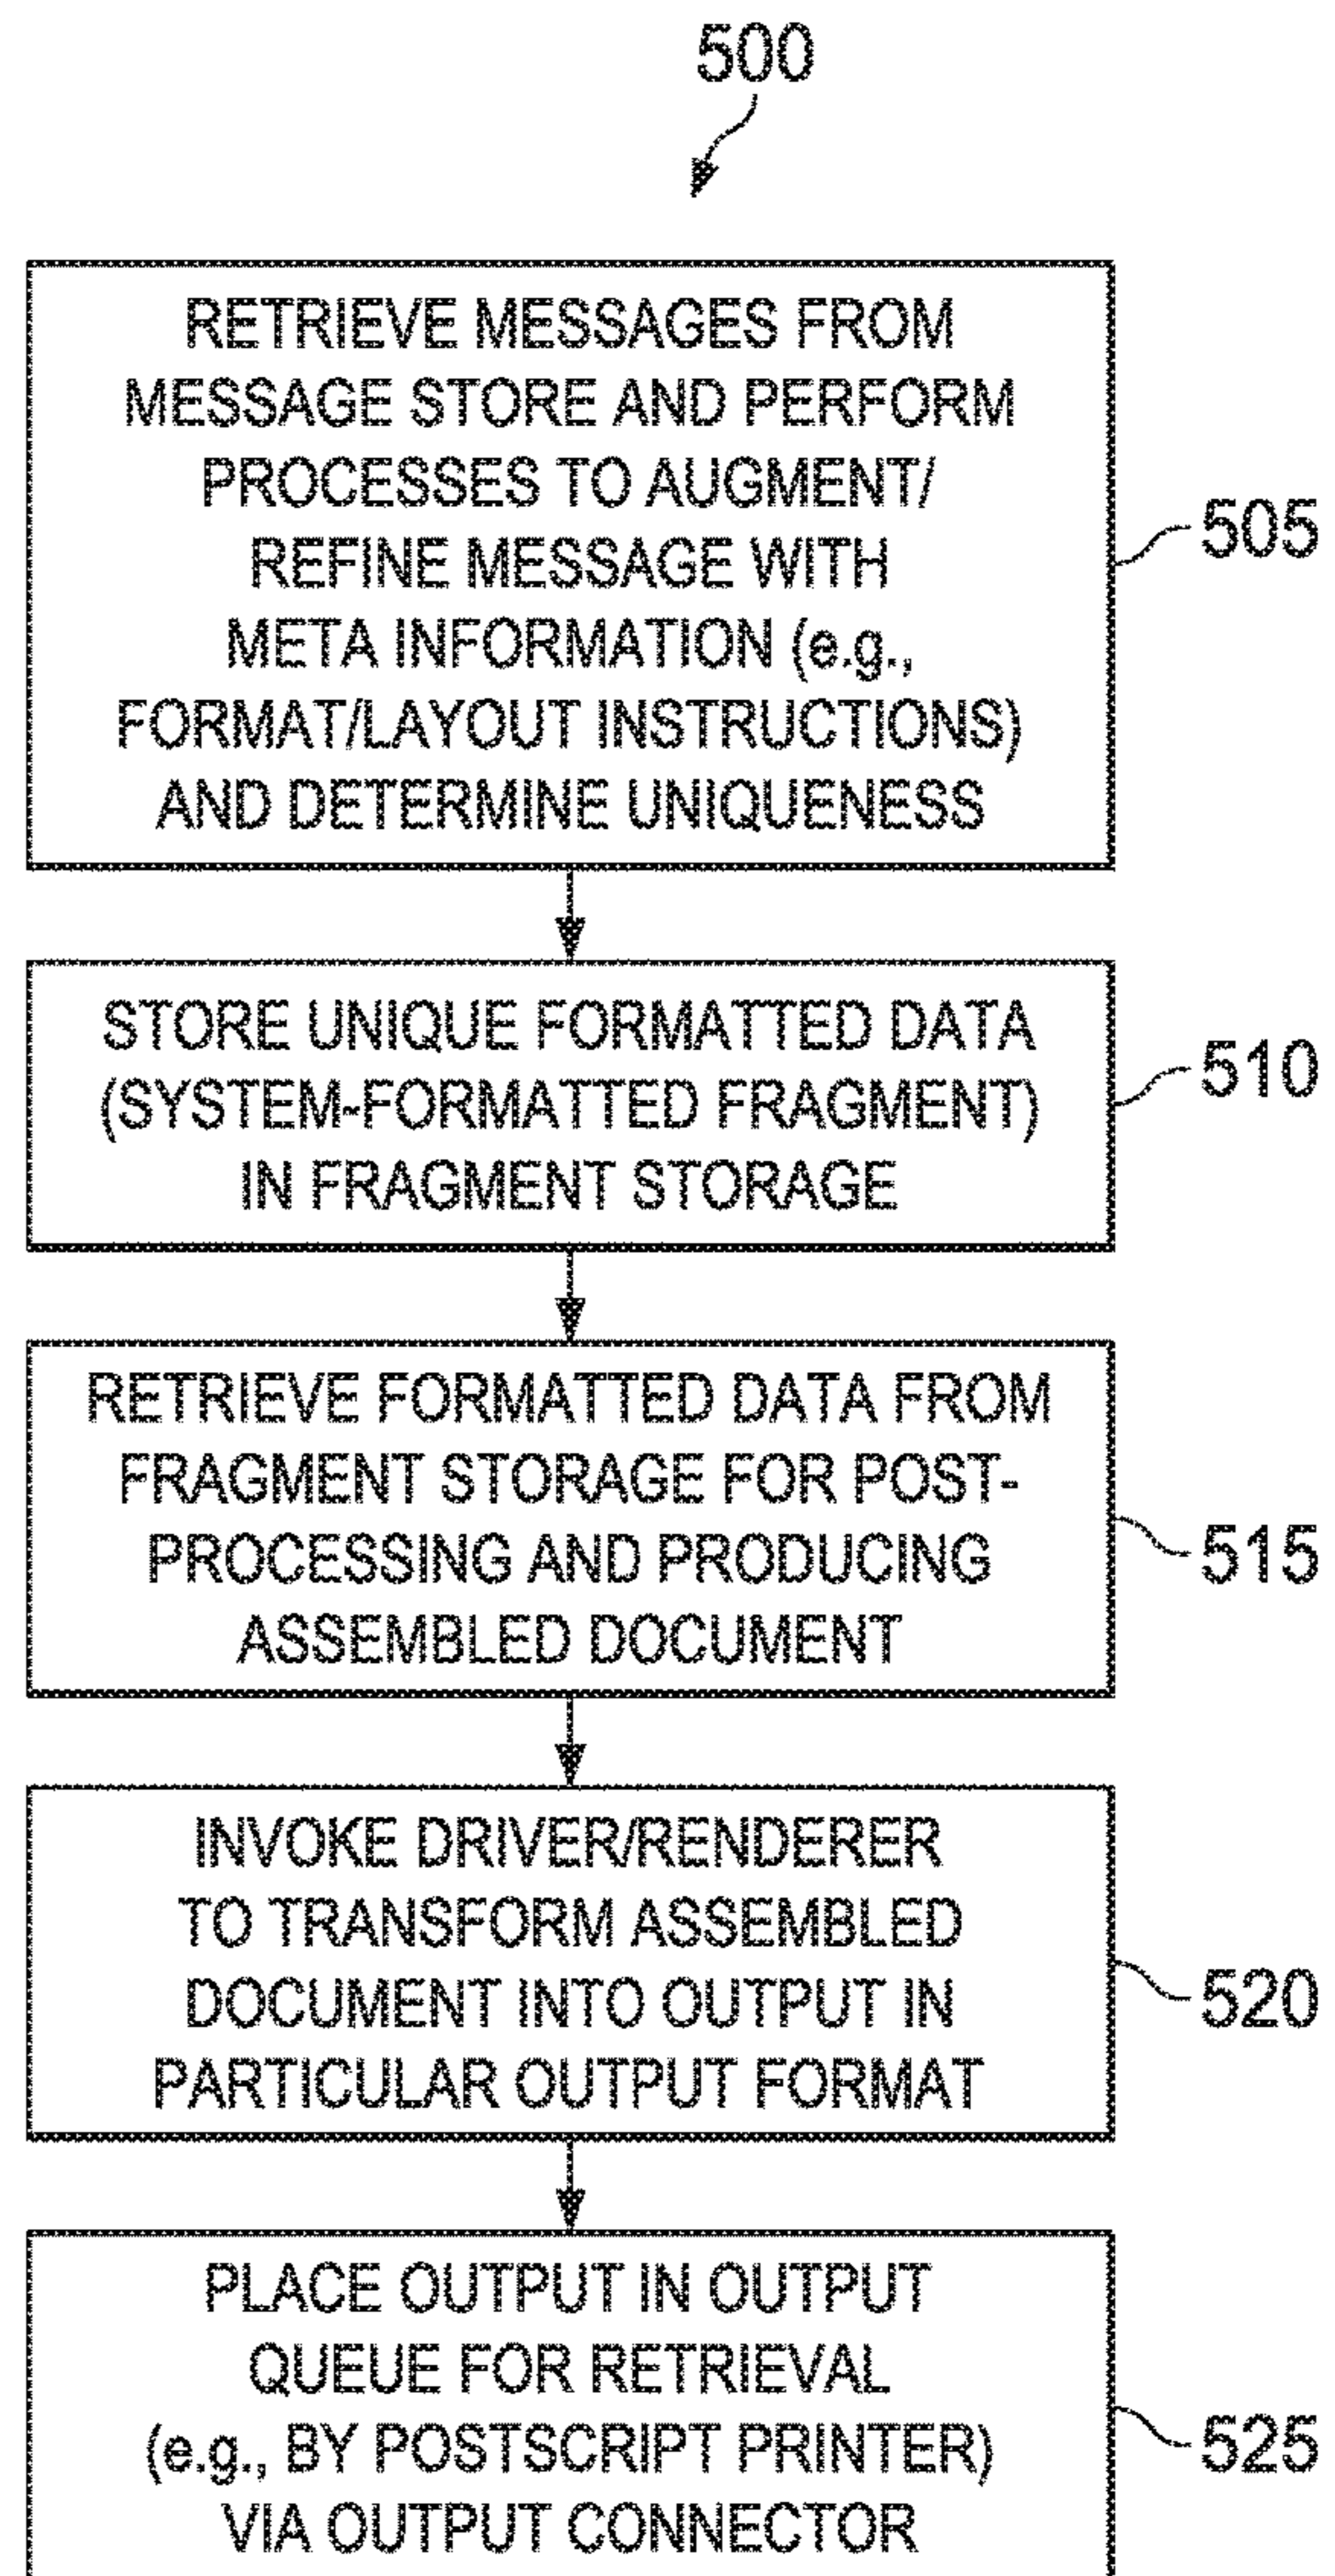 500
RETRIEVE MESSAGES FROM
MESSAGE STORE AND PERFORM
PROCESSES TO AUGMENT/
REFINE MESSAGE WITH
META INFORMATION (e.g.,
FORMAT/LAYOUT INSTRUCTIONS)
AND DETERMINE UNIQUENESS
505
STORE UNIQUE FORMATTED DATA
(SYSTEM-FORMATTED FRAGMENT)
IN FRAGMENT STORAGE
510
RETRIEVE FORMATTED DATA FROM
FRAGMENT STORAGE FOR POST-
PROCESSING AND PRODUCING
ASSEMBLED DOCUMENT
515
INVOKE DRIVER/RENDERER
TO TRANSFORM ASSEMBLED
DOCUMENT INTO OUTPUT IN
PARTICULAR OUTPUT FORMAT
520
PLACE OUTPUT IN OUTPUT
QUEUE FOR RETRIEVAL
(e.g., BY POSTSCRIPT PRINTER)
VIA OUTPUT CONNECTOR
525